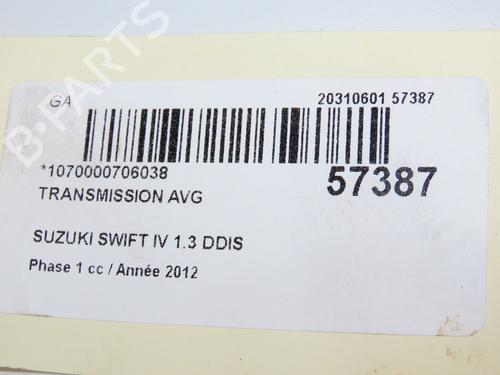 GA
20310601 57387
*1070000706038
57387
TRANSMISSION AVG
SUZUKI SWIFT IV 1.3 DDIS
Phase 1 cc / Année 2012
B-PARTS